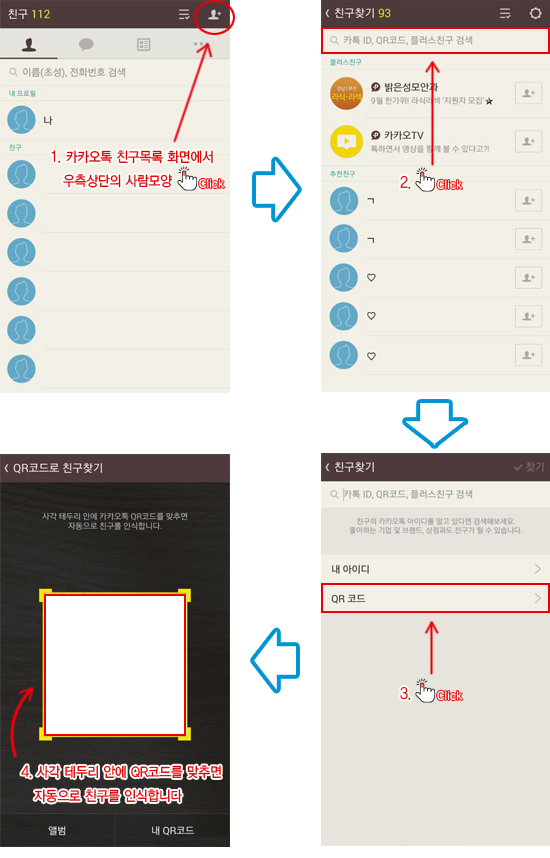 친구 112
이름(초성), 전화번호 검색
내 프로필
나
친구
1. 카카오톡 친구목록 화면에서
우측상단의 사람모양 Click
친구찾기 93
카톡 ID, QR코드, 플러스친구 검색
플러스친구
강남 | 부산
라식·라섹
밝은성모안과
9월 한가위! 라식라섹 '지원자 모집'★
카카오TV
톡하면서 영상을 함께 볼 수 있다고?!
추천친구
2. Click
ㄱ
ㄱ
♡
♡
♡
친구찾기
찾기
카톡 ID, QR코드, 플러스친구 검색
친구의 카카오톡 아이디를 알고 있다면 검색해보세요.
좋아하는 기업 및 브랜드, 상점과도 친구가 될 수 있습니다.
내 아이디
QR 코드
3. Click
QR코드로 친구찾기
사각 테두리 안에 카카오톡 QR코드를 맞추면
자동으로 친구를 인식합니다.
4. 사각 테두리 안에 QR코드를 맞추면
자동으로 친구를 인식합니다
앨범
내 QR코드